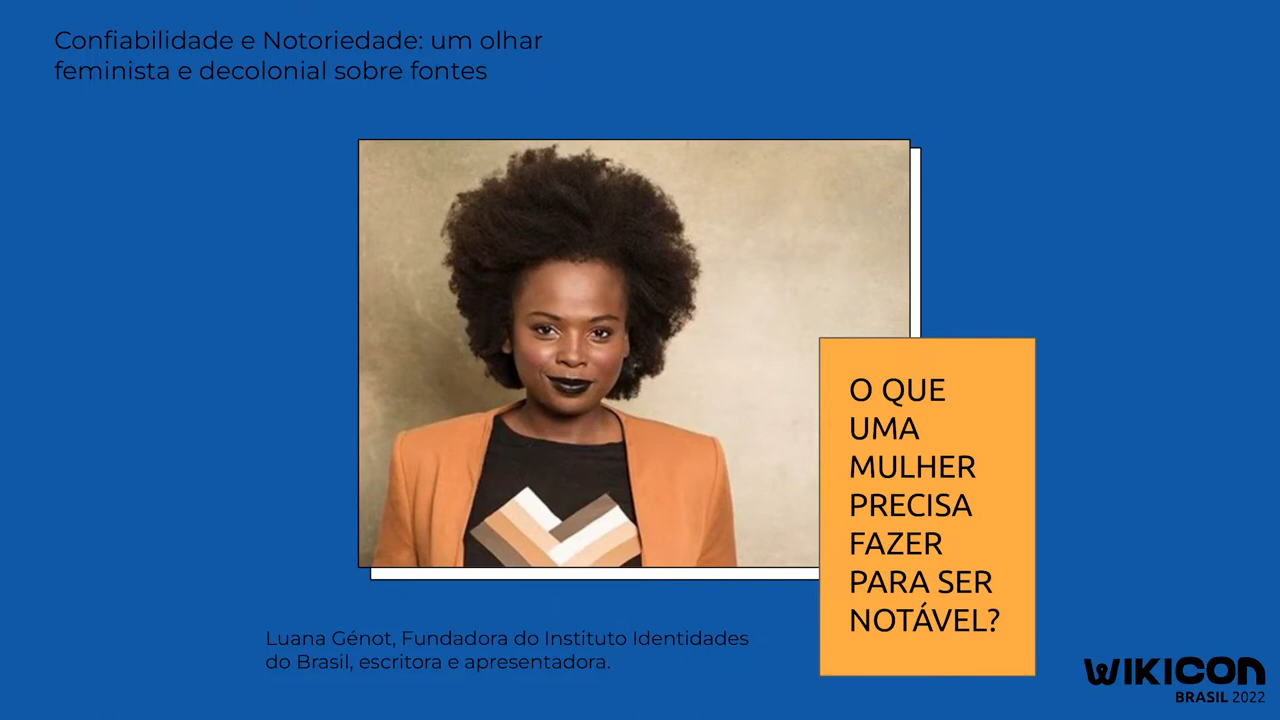 Confiabilidade e Notoriedade: um olhar
feminista e decolonial sobre fontes
O QUE
UMA
MULHER
PRECISA
FAZER
PARA SER
NOTÁVEL?
Luana Génot, Fundadora do Instituto Identidades
do Brasil, escritora e apresentadora.
WIKICON
BRASIL 2022